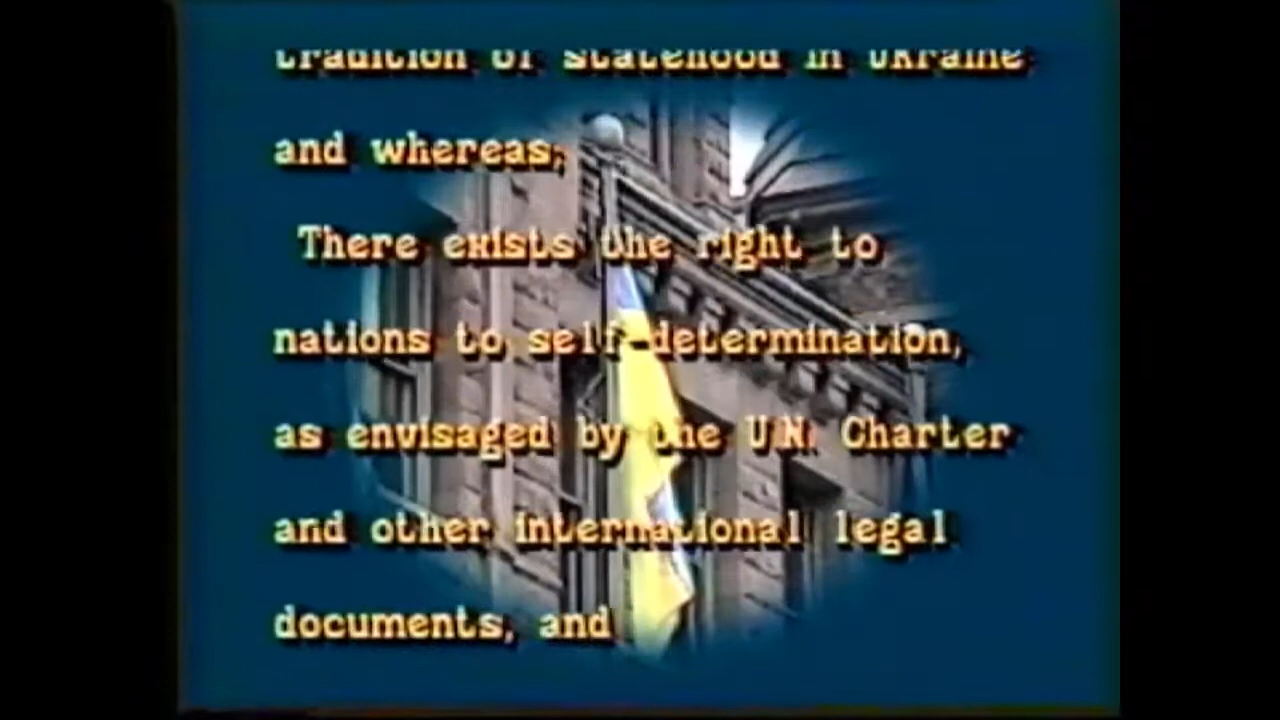 tradition of statehood in Ukraine
and whereas;
There exists the right to
nations to self-determination,
as envisaged by the U.N. Charter
and other international legal
documents, and